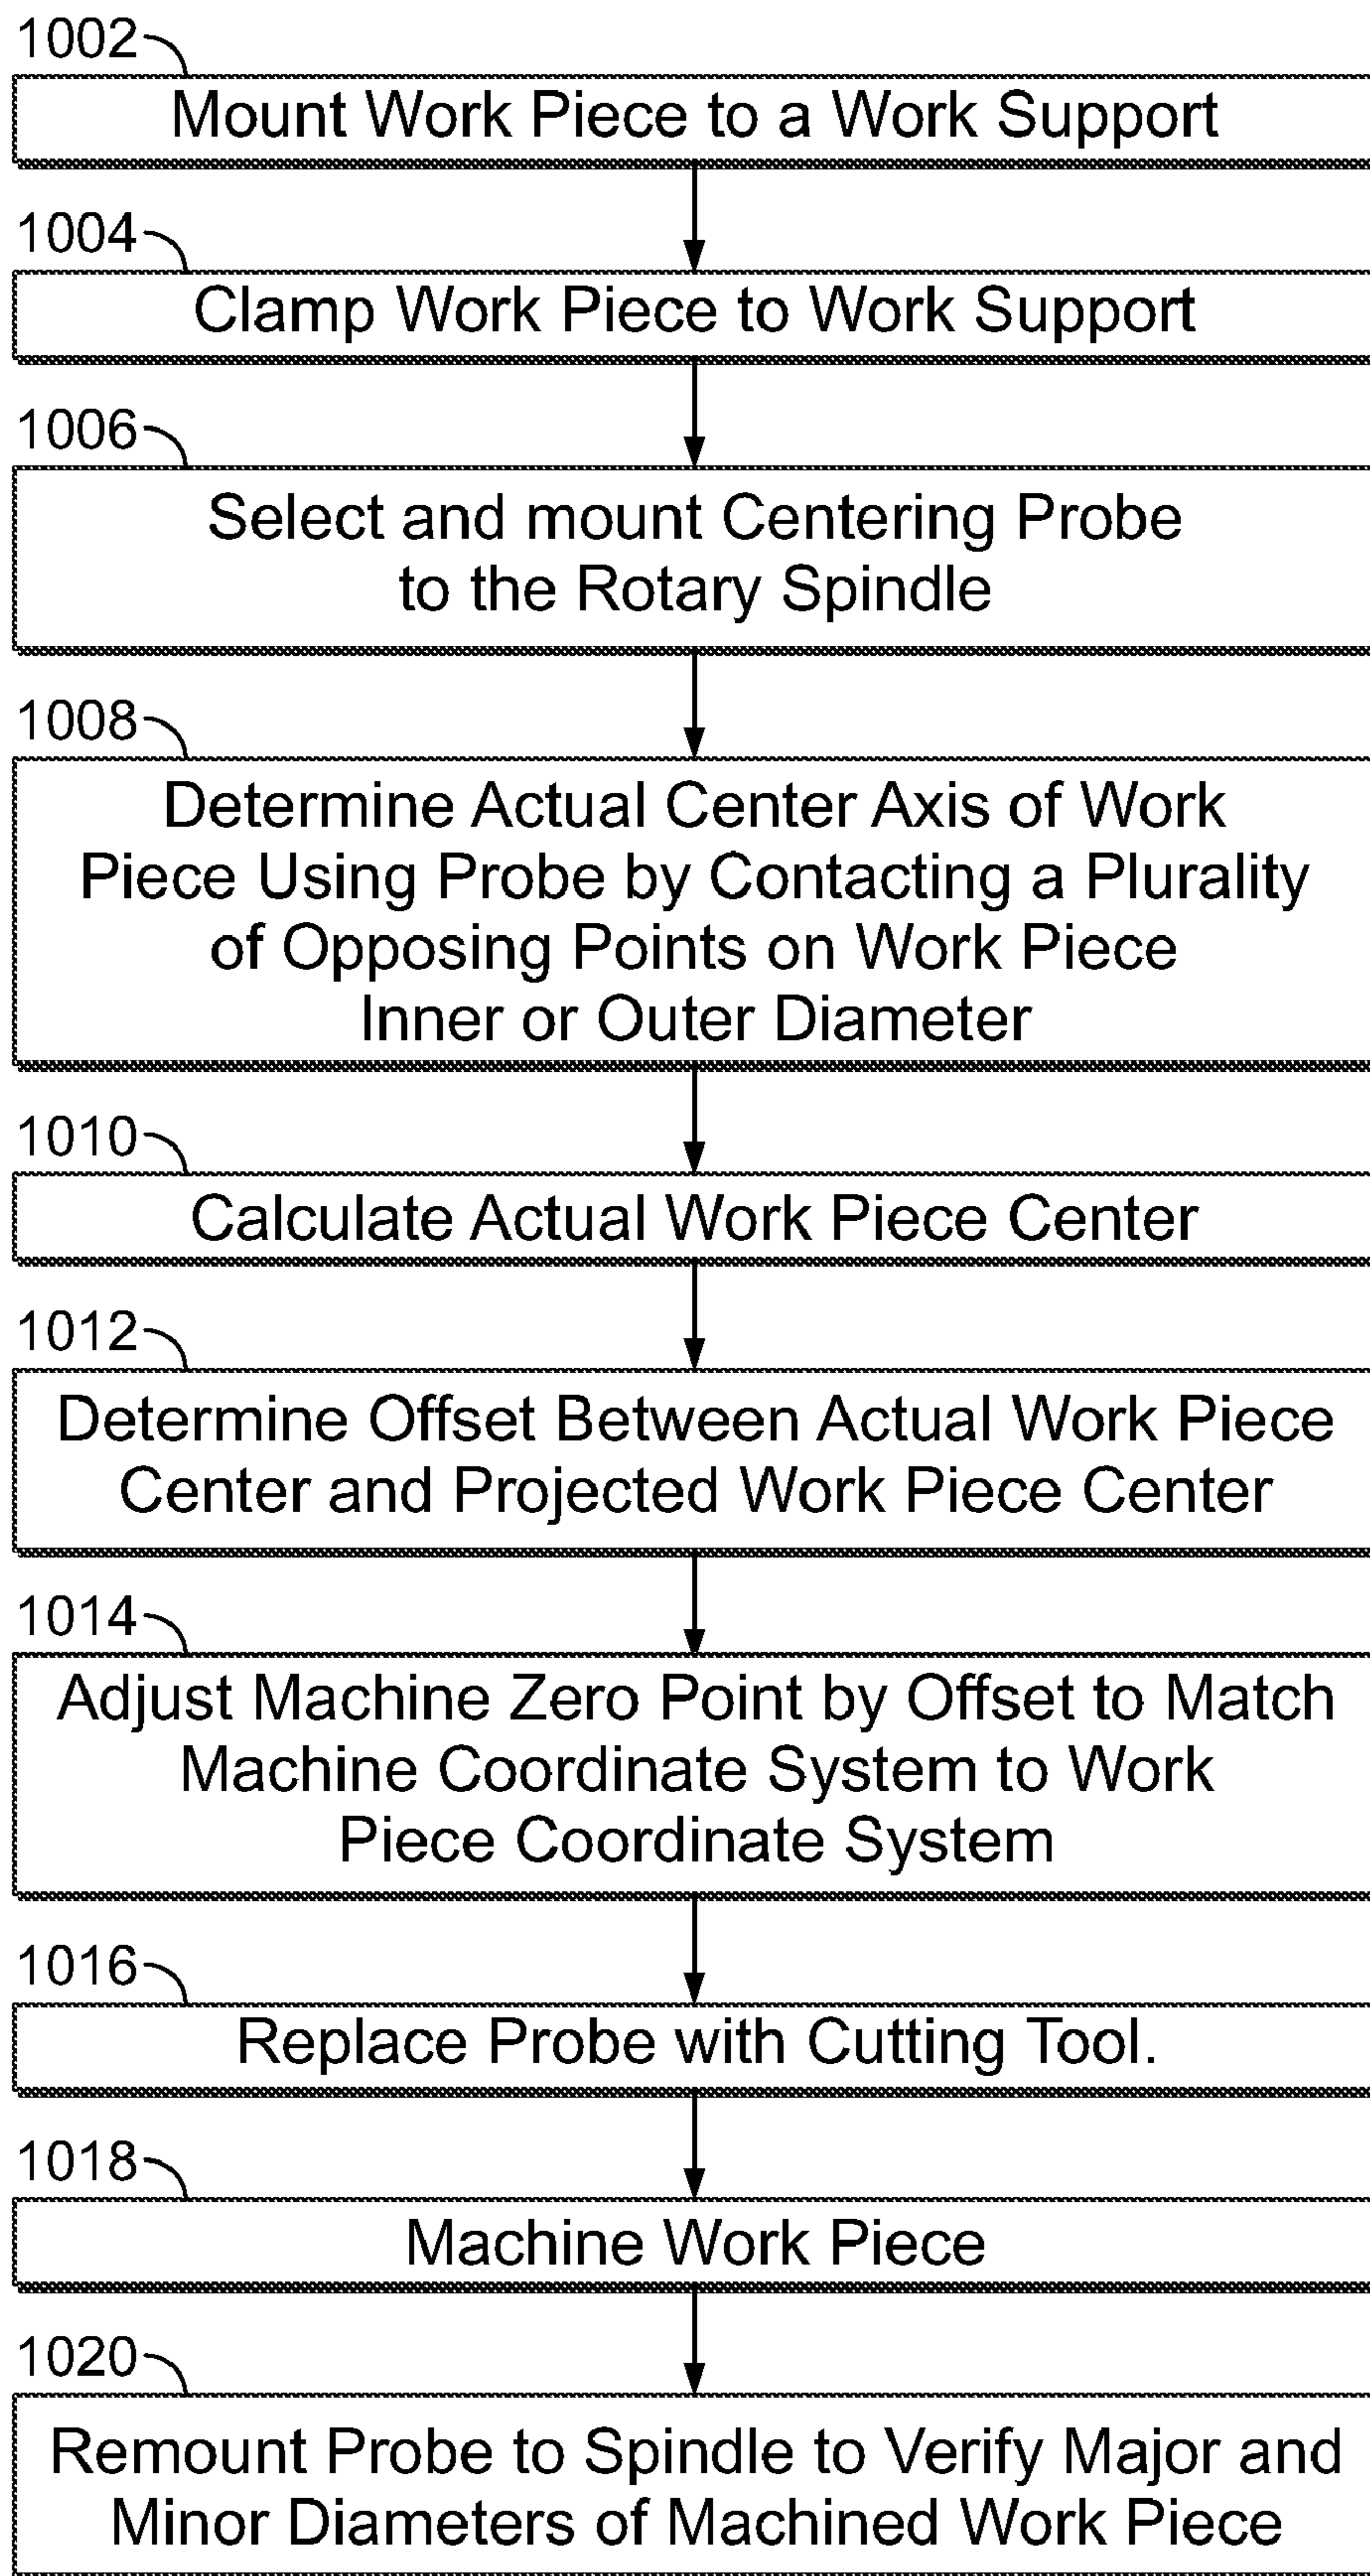 1002
Mount Work Piece to a Work Support
1004
Clamp Work Piece to Work Support
1006
Select and mount Centering Probe
to the Rotary Spindle
1008
Determine Actual Center Axis of Work
Piece Using Probe by Contacting a Plurality
of Opposing Points on Work Piece
Inner or Outer Diameter
1010
Calculate Actual Work Piece Center
1012
Determine Offset Between Actual Work Piece
Center and Projected Work Piece Center
1014
Adjust Machine Zero Point by Offset to Match
Machine Coordinate System to Work
Piece Coordinate System
1016
Replace Probe with Cutting Tool.
1018
Machine Work Piece
1020
Remount Probe to Spindle to Verify Major and
Minor Diameters of Machined Work Piece